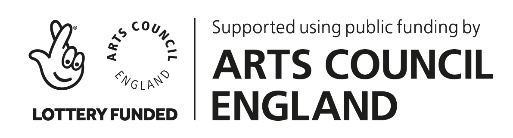 ARTS COUNCIL
ENGLAND
LOTTERY FUNDED
Supported using public funding by
ARTS COUNCIL
ENGLAND